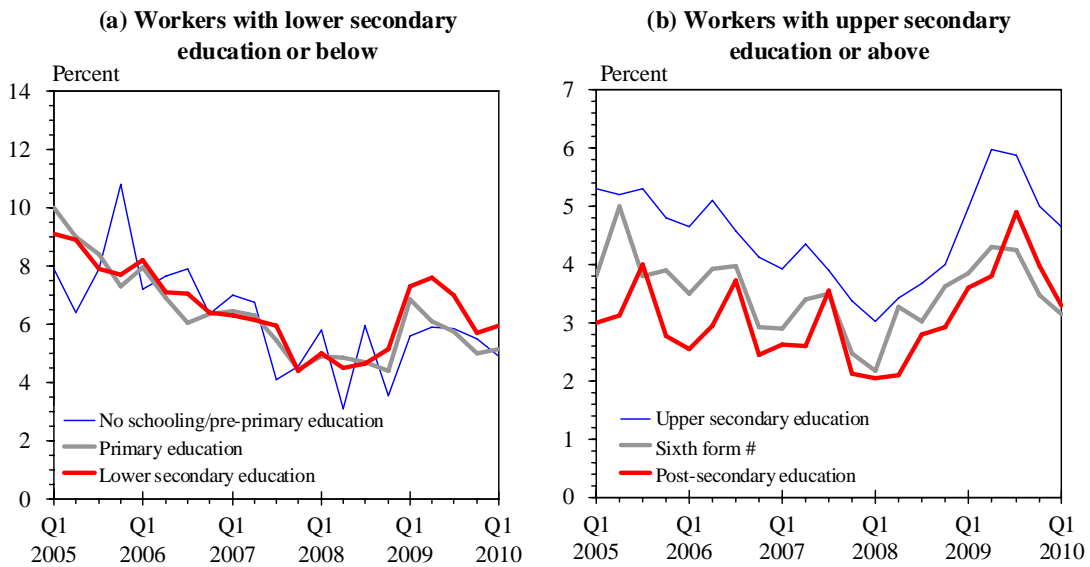 (a) Workers with lower secondary
education or below
Percent
14
12
10
8
6
4
2
0
No schooling/pre-primary education
Primary education
Lower secondary education
Q1 Q1 Q1 Q1 Q1 Q1
2005 2006 2007 2008 2009 2010
(b) Workers with upper secondary
education or above
Percent
7
6
5
4
3
2
1
0
Upper secondary education
Sixth form #
Post-secondary education
Q1 Q1 Q1 Q1 Q1 Q1
2005 2006 2007 2008 2009 2010